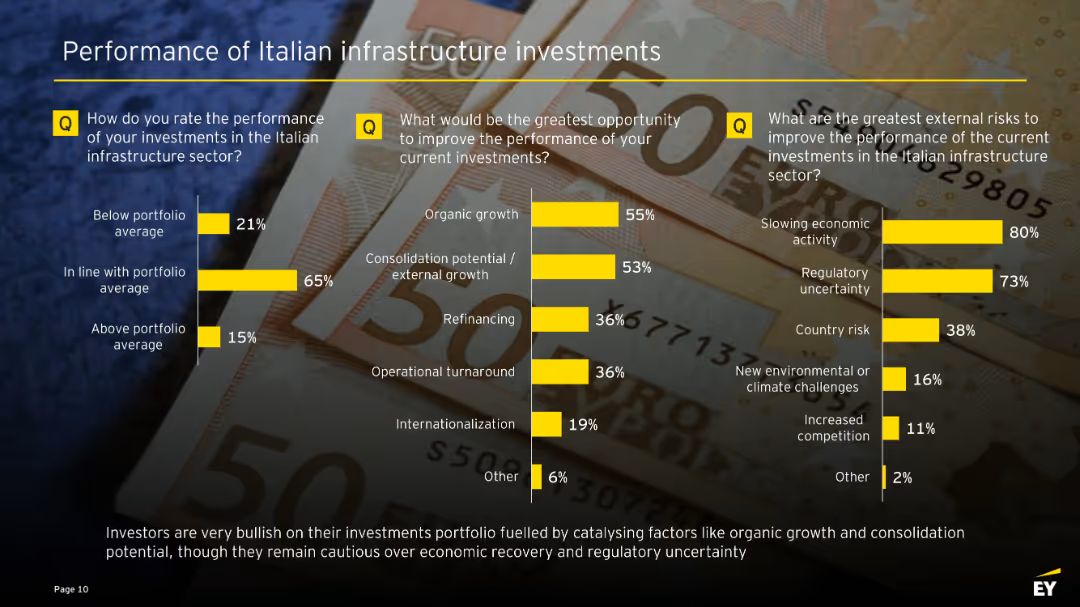 Performance of Italian infrastructure investments
Q
How do you rate the performance
of your investments in the Italian
infrastructure sector?
Below portfolio
average
21%
In line with portfolio
average
65%
Above portfolio
average
15%
Q
What would be the greatest opportunity
to improve the performance of your
current investments?
Organic growth
55%
Consolidation potential /
external growth
53%
Refinancing
36%
Operational turnaround
36%
Internationalization
19%
Other
6%
Q
What are the greatest external risks to
improve the performance of the current
investments in the Italian infrastructure
sector?
Slowing economic
activity
80%
Regulatory
uncertainty
73%
Country risk
38%
New environmental or
climate challenges
16%
Increased
competition
11%
Other
2%
Investors are very bullish on their investments portfolio fuelled by catalysing factors like organic growth and consolidation
potential, though they remain cautious over economic recovery and regulatory uncertainty
Page 10
EY
50
50 EURO
50 EURO
50